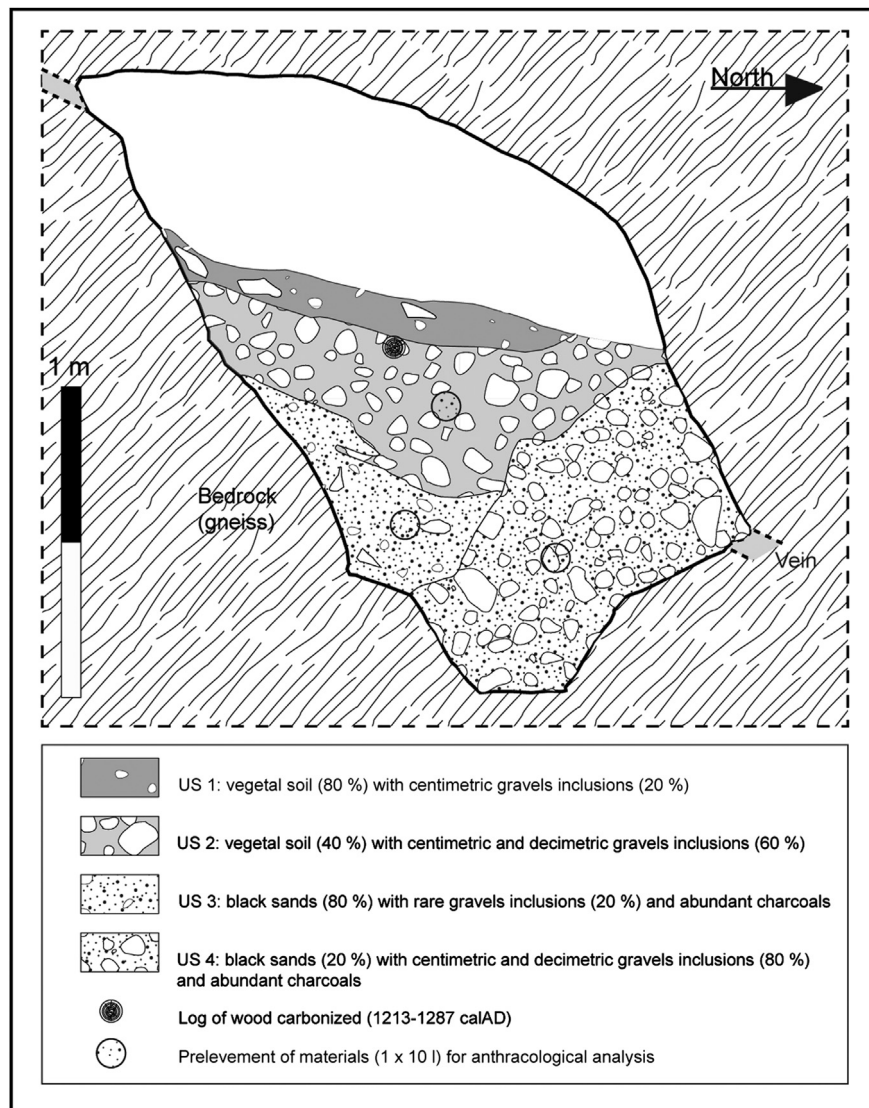 North
1 m
Bedrock
(gneiss)
Vein
US 1: vegetal soil (80 %) with centimetric gravels inclusions (20 %)
US 2: vegetal soil (40 %) with centimetric and decimetric gravels inclusions (60 %)
US 3: black sands (80 %) with rare gravels inclusions (20 %) and abundant charcoals
US 4: black sands (20 %) with centimetric and decimetric gravels inclusions (80 %)
and abundant charcoals
Log of wood carbonized (1213-1287 calAD)
Prelevement of materials (1 x 10 l) for anthracological analysis